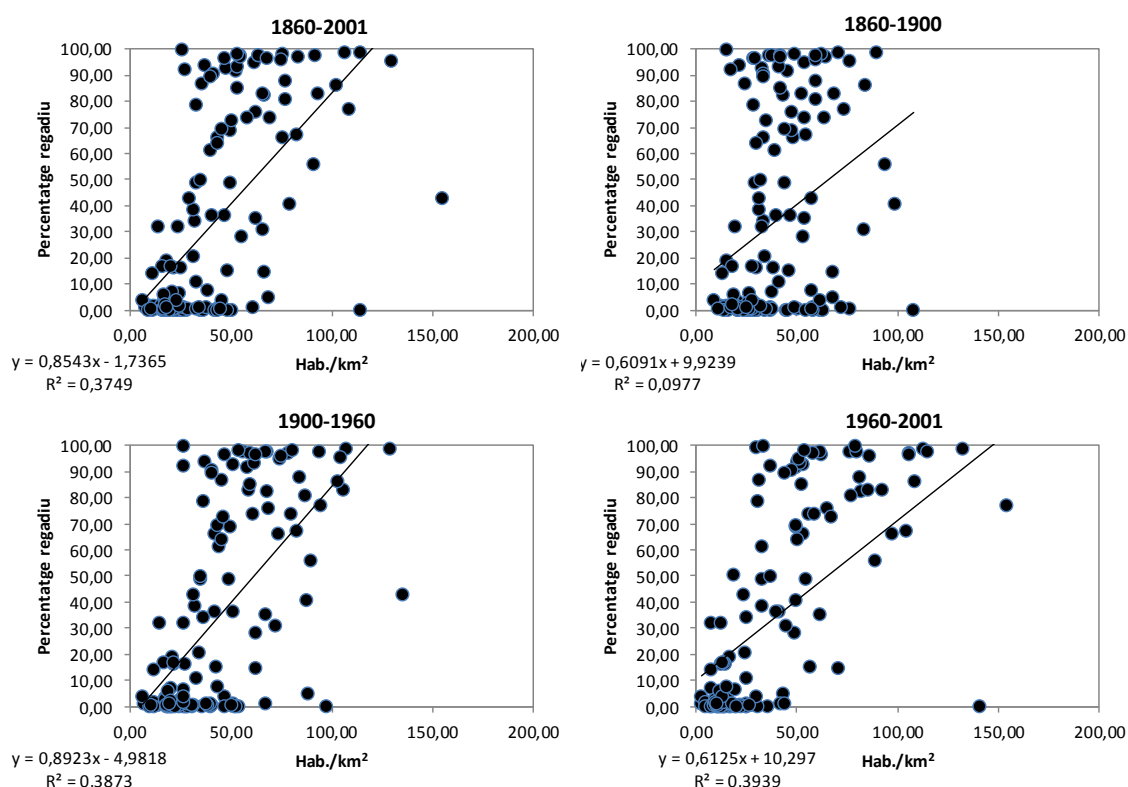 1860-2001
100,00
90,00
80,00
70,00
60,00
50,00
40,00
30,00
20,00
10,00
0,00
Percentatge regadiu
0,00 50,00 100,00 150,00 200,00
Hab./km²
y = 0,8543x - 1,7365
R² = 0,3749
1860-1900
100,00
90,00
80,00
70,00
60,00
50,00
40,00
30,00
20,00
10,00
0,00
Percentatge regadiu
0,00 50,00 100,00 150,00 200,00
Hab./km²
y = 0,6091x + 9,9239
R² = 0,0977
1900-1960
100,00
90,00
80,00
70,00
60,00
50,00
40,00
30,00
20,00
10,00
0,00
Percentatge regadiu
0,00 50,00 100,00 150,00 200,00
Hab./km²
y = 0,8923x - 4,9818
R² = 0,3873
1960-2001
100,00
90,00
80,00
70,00
60,00
50,00
40,00
30,00
20,00
10,00
0,00
Percentatge regadiu
0,00 50,00 100,00 150,00 200,00
Hab./km²
y = 0,6125x + 10,297
R² = 0,3939